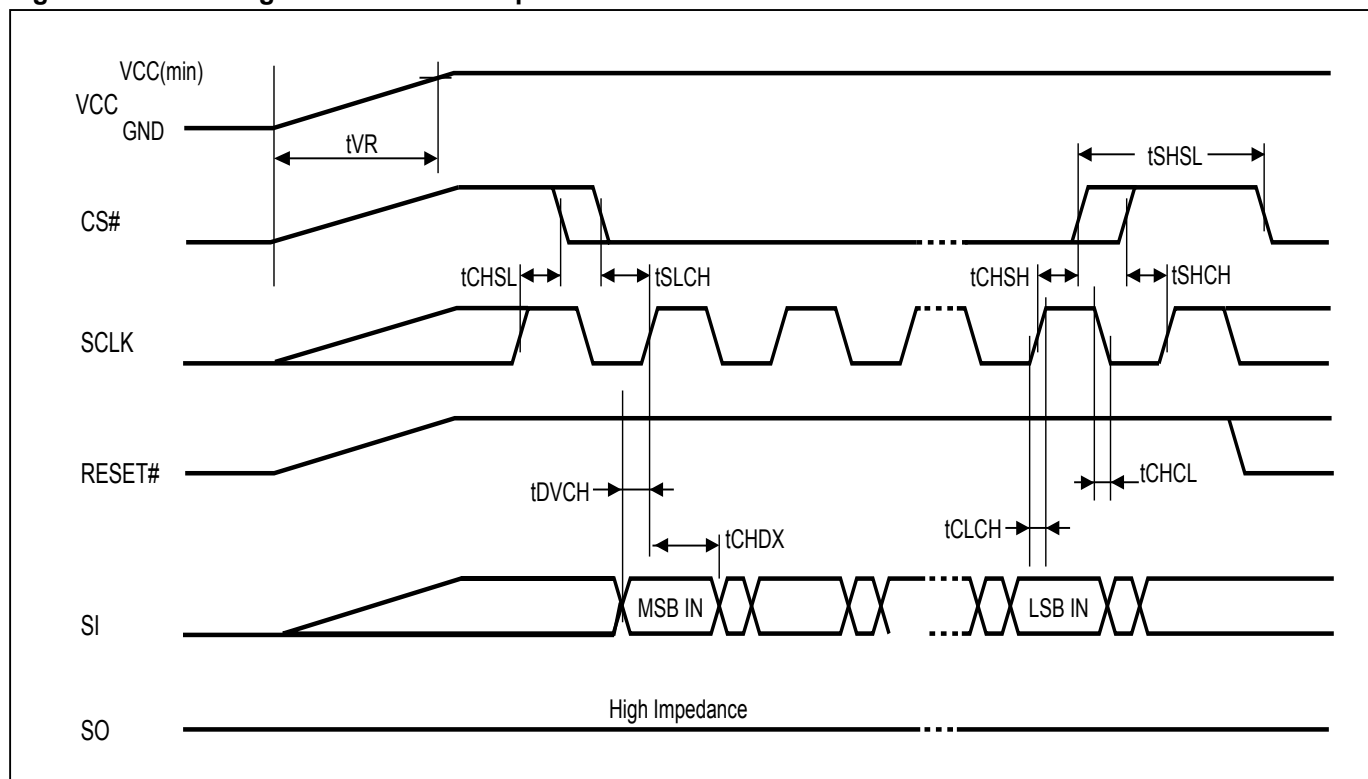 VCC(min)
VCC
GND
tVR
tSHSL
CS#
tCHSL
tSLCH
tCHSH
tSHCH
SCLK
RESET#
tDVCH
tCHCL
tCLCH
tCHDX
SI
MSB IN
LSB IN
High Impedance
SO